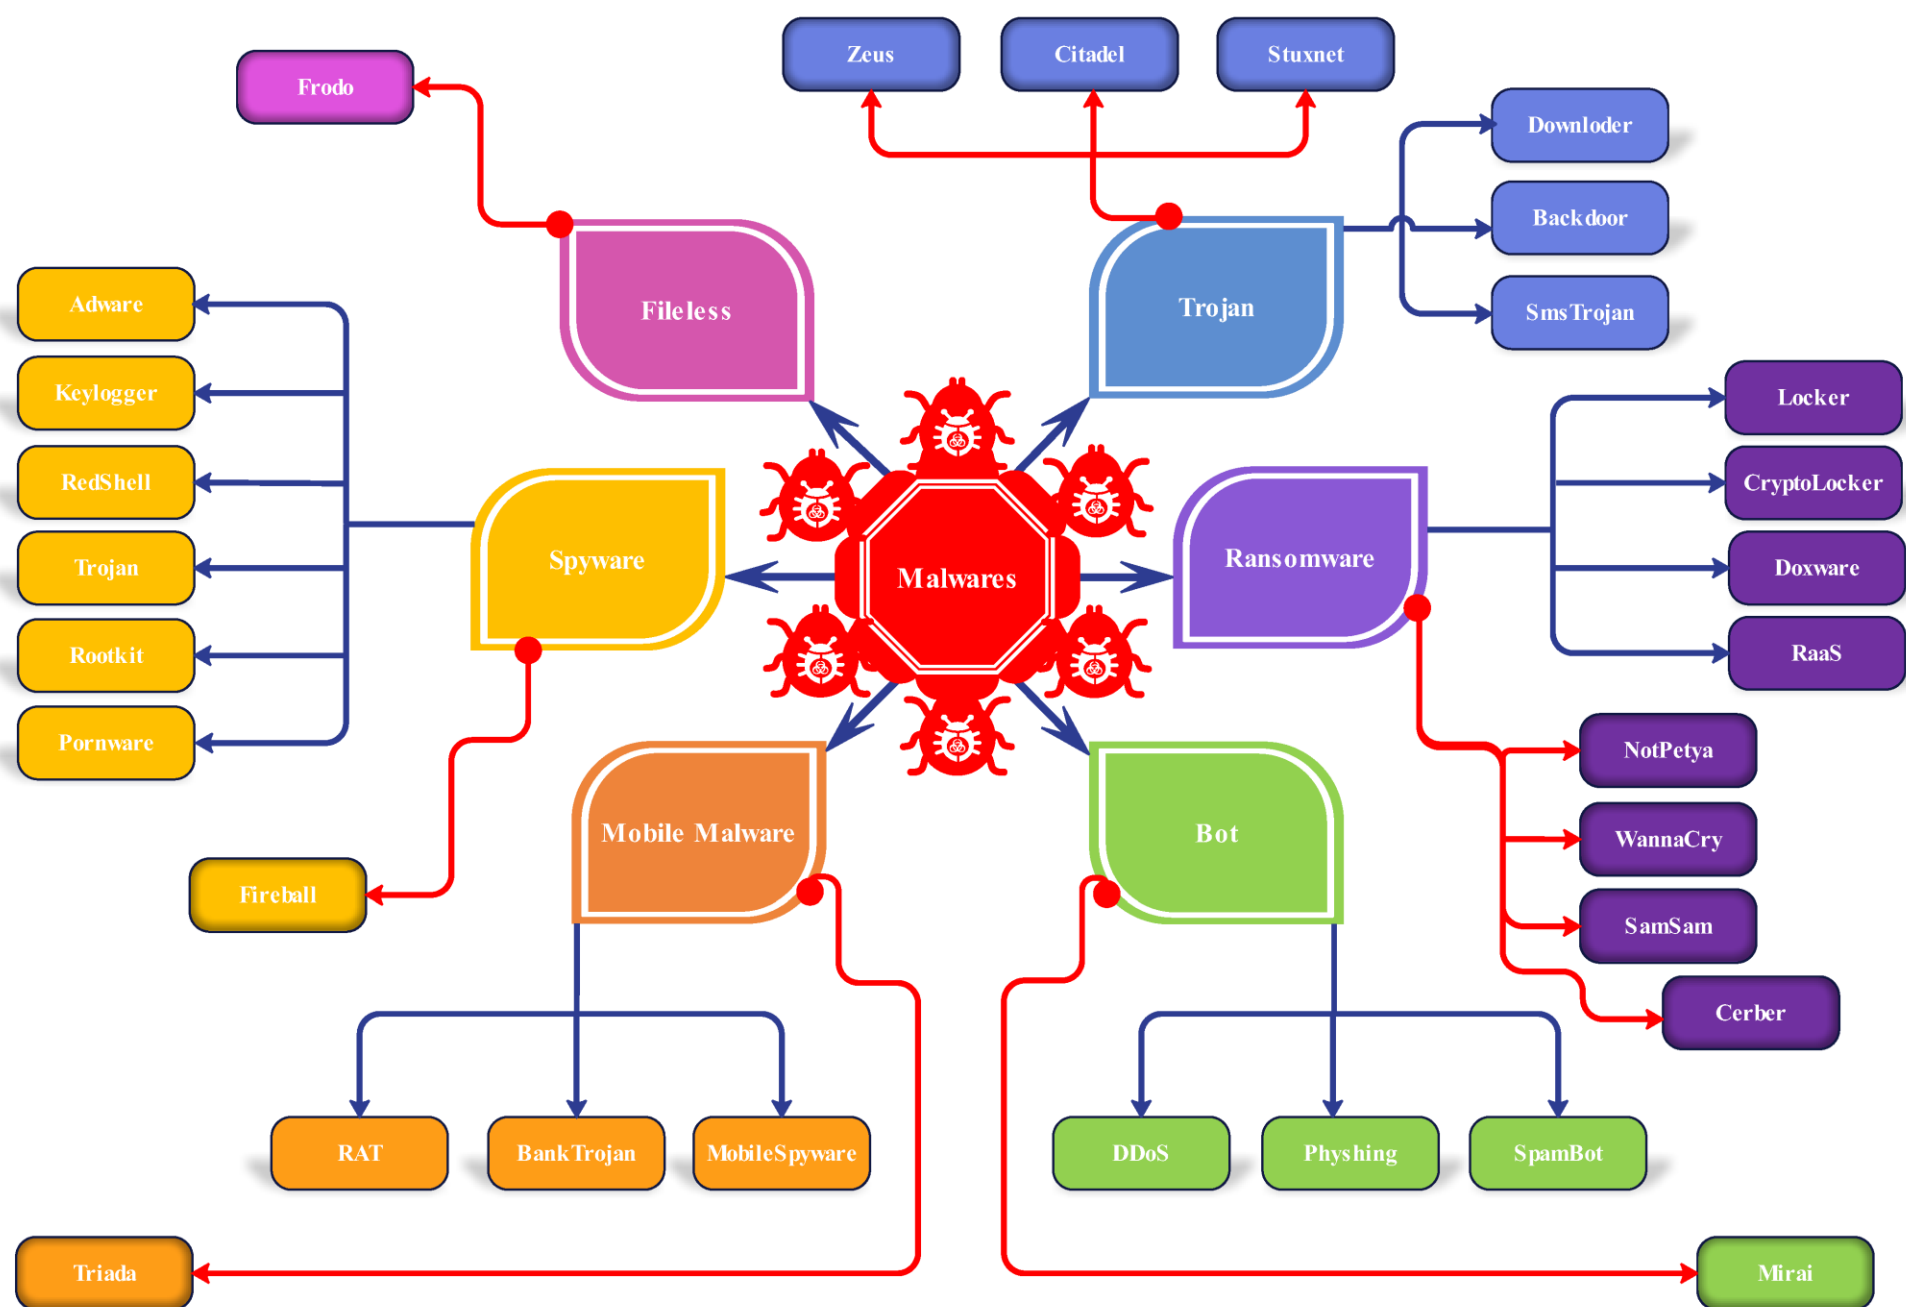 Zeus
Citadel
Stuxnet
Frodo
Downloder
Backdoor
SmsTrojan
Fileless
Trojan
Adware
Keylogger
RedShell
Trojan
Rootkit
Pornware
Locker
CryptoLocker
Doxware
RaaS
Spyware
Malwares
Ransomware
NotPetya
WannaCry
SamSam
Cerber
Mobile Malware
Bot
Fireball
RAT
BankTrojan
MobileSpyware
DDoS
Physhing
SpamBot
Triada
Mirai